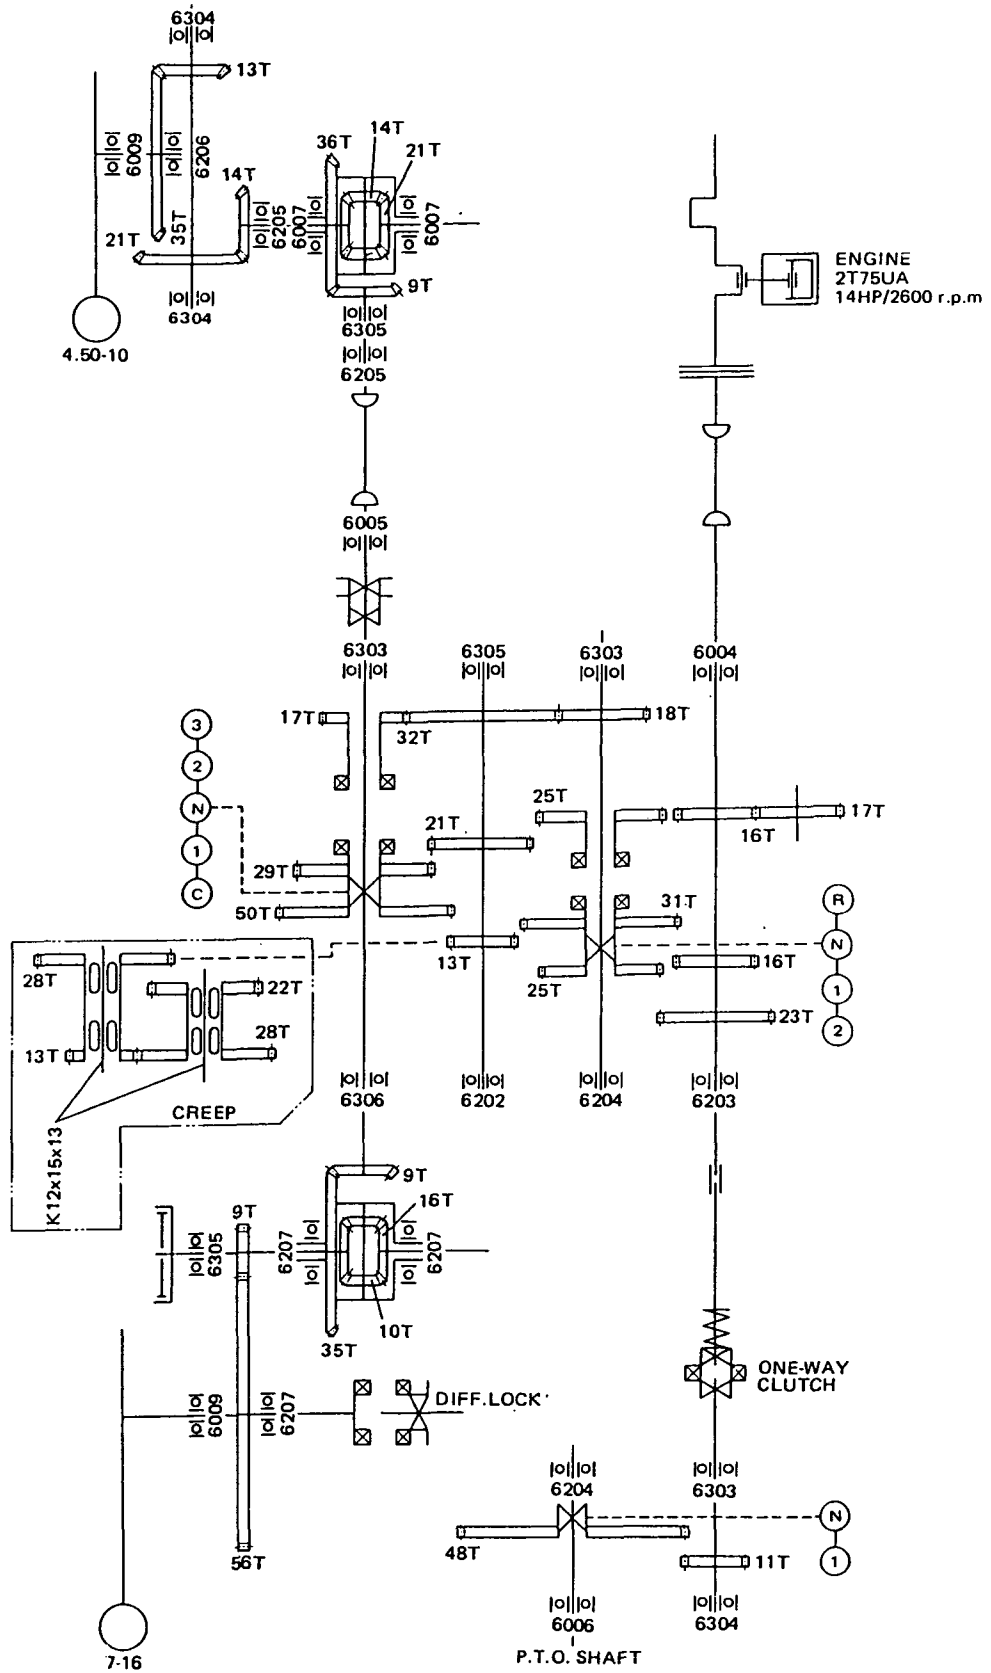 6304
13T
6009
6206
14T
35T
21T
6304
4.50-10
36T
14T
21T
6205
6007
6007
9T
6305
6205
ENGINE
2T75UA
14HP/2600 r.p.m
6005
6303
6305
6303
6004
17T
32T
18T
3
2
N
1
C
25T
16T
17T
21T
29T
50T
31T
R
N
1
2
13T
25T
16T
23T
28T
22T
13T
28T
CREEP
K12x15x13
6306
6202
6204
6203
9T
16T
9T
6305
6207
6207
10T
35T
ONE-WAY
CLUTCH
DIFF.LOCK
6009
6207
6204
6303
N
1
48T
11T
56T
6006
6304
P.T.O. SHAFT
7-16